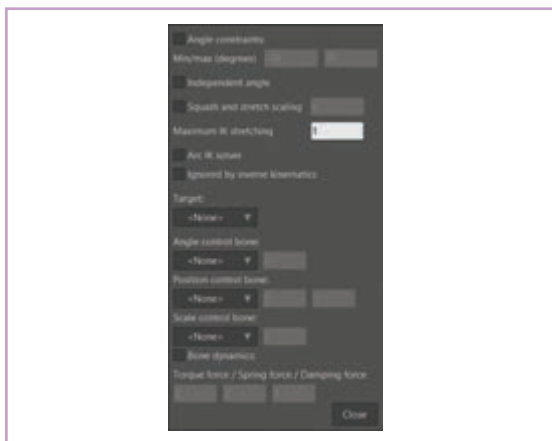 Angle constraints
Min/max (degrees)
Independent angle
Squash and stretch scaling
Maximum IK stretching 1
Arc IK solver
Ignored by inverse kinematics
Target:
<None>
Angle control bone:
<None>
Position control bone:
<None>
Scale control bone:
<None>
Bone dynamics
Torque force / Spring force / Damping force
Close